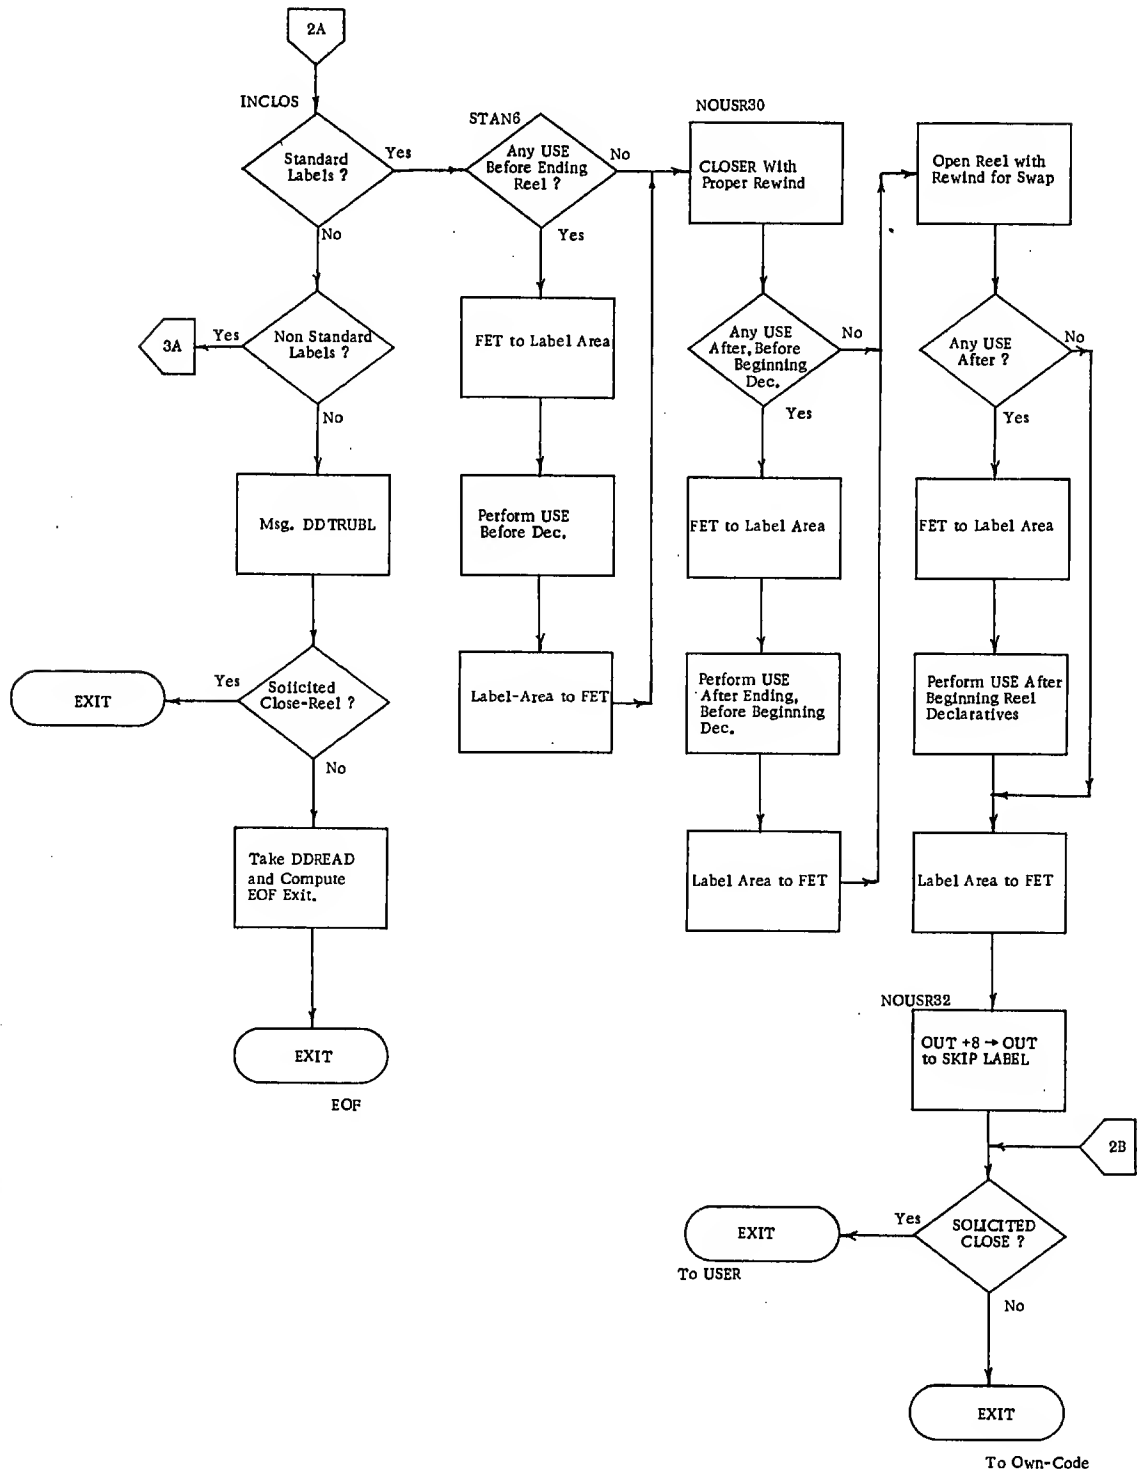 2A
INCLOS
Standard
Labels ?
Yes
No
3A
Yes
Non Standard
Labels ?
No
Msg. DDTRUBL
EXIT
Yes
Solicited
Close-Reel ?
No
Take DDREAD
and Compute
EOF Exit.
EXIT
EOF
STAN6
Any USE
Before Ending
Reel ?
No
Yes
FET to Label Area
Perform USE
Before Dec.
Label-Area to FET
NOUSR30
CLOSER With
Proper Rewind
Any USE
After, Before
Beginning
Dec.
No
Yes
FET to Label Area
Perform USE
After Ending,
Before Beginning
Dec.
Label Area to FET
Open Reel with
Rewind for Swap
Any USE
After ?
No
Yes
FET to Label Area
Perform USE After
Beginning Reel
Declaratives
Label Area to FET
NOUSR32
OUT +8 → OUT
to SKIP LABEL
2B
SOLICITED
CLOSE ?
Yes
EXIT
To USER
No
EXIT
To Own-Code